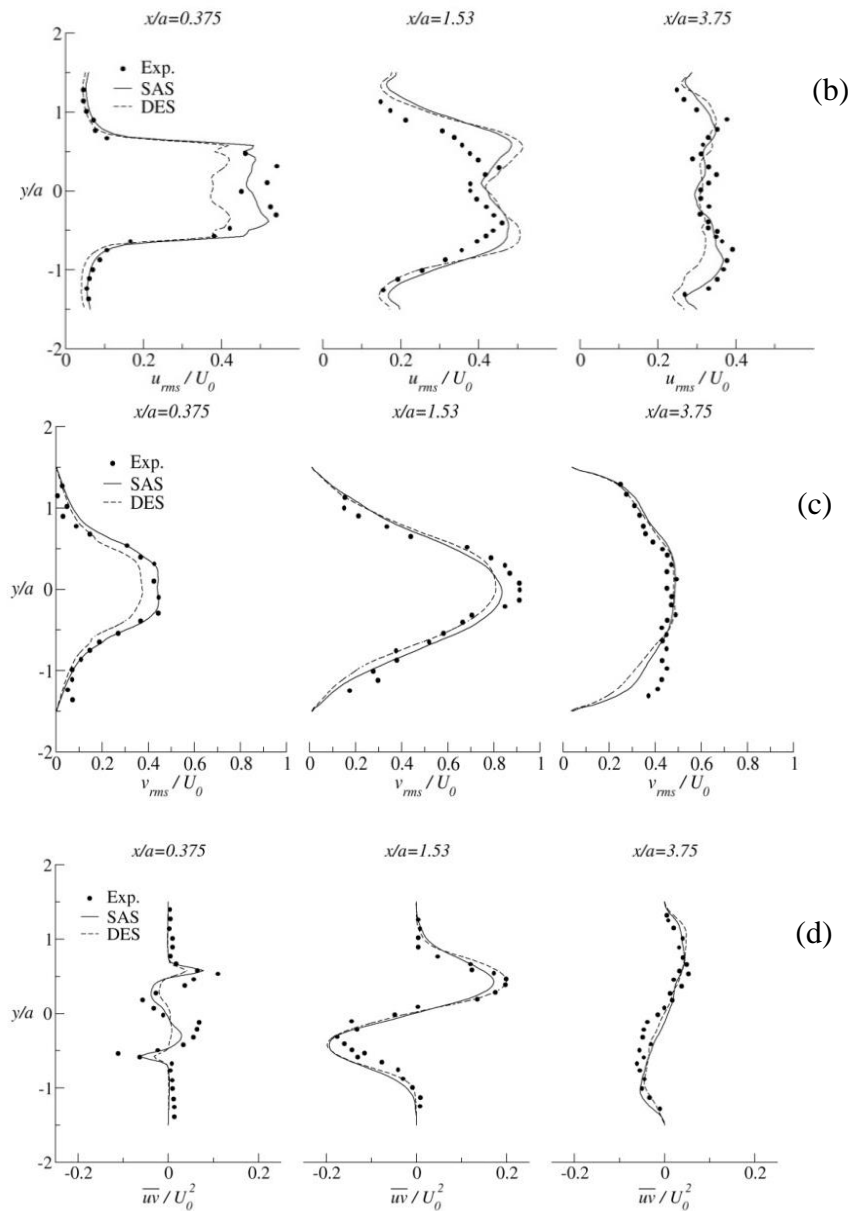 x/a=0.375 x/a=1.53 x/a=3.75
2
Exp.
SAS
DES
(b)
1
y/a 0
-1
-2
0 0.2 0.4 0 0.2 0.4 0 0.2 0.4
u_rms / U_0 u_rms / U_0 u_rms / U_0
x/a=0.375 x/a=1.53 x/a=3.75
2
Exp.
SAS
DES
(c)
1
y/a 0
-1
-2
0 0.2 0.4 0.6 0.8 1 0 0.2 0.4 0.6 0.8 1 0 0.2 0.4 0.6 0.8 1
v_rms / U_0 v_rms / U_0 v_rms / U_0
x/a=0.375 x/a=1.53 x/a=3.75
2
Exp.
SAS
DES
(d)
1
y/a 0
-1
-2
-0.2 0 0.2 -0.2 0 0.2 -0.2 0 0.2
u̅v̅ / U_0^2 u̅v̅ / U_0^2 u̅v̅ / U_0^2